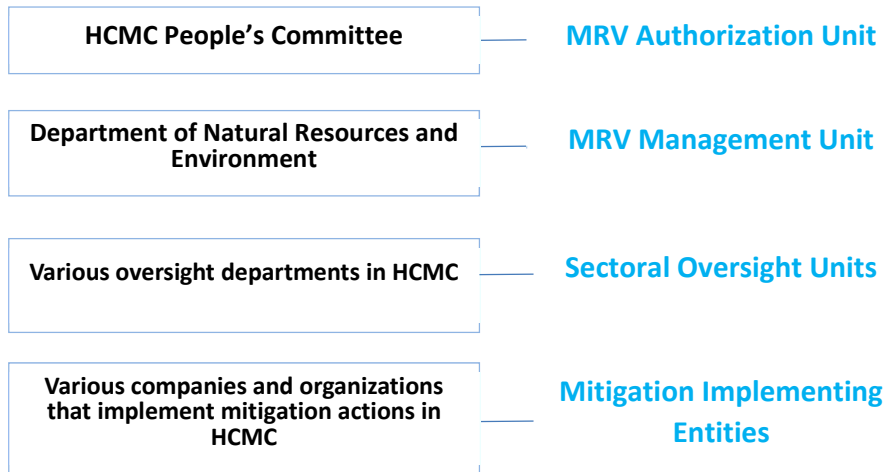 HCMC People's Committee
MRV Authorization Unit
Department of Natural Resources and
Environment
MRV Management Unit
Various oversight departments in HCMC
Sectoral Oversight Units
Various companies and organizations
that implement mitigation actions in
HCMC
Mitigation Implementing
Entities